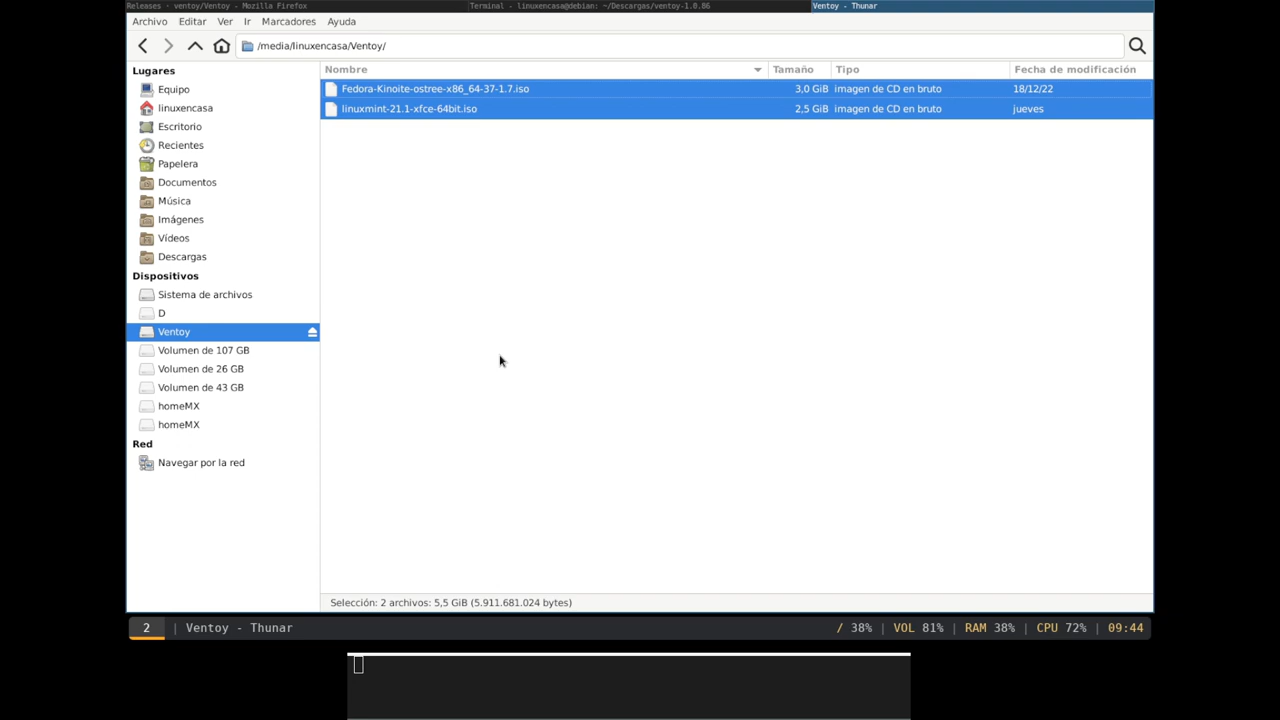 Releases · ventoy/Ventoy - Mozilla Firefox
Terminal - linuxencasa@debian: ~/Descargas/ventoy-1.0.86
Ventoy - Thunar
Archivo Editar Ver Ir Marcadores Ayuda
/media/linuxencasa/Ventoy/
Lugares
Equipo
linuxencasa
Escritorio
Recientes
Papelera
Documentos
Música
Imágenes
Vídeos
Descargas
Dispositivos
Sistema de archivos
D
Ventoy
Volumen de 107 GB
Volumen de 26 GB
Volumen de 43 GB
homeMX
homeMX
Red
Navegar por la red
Nombre Tamaño Tipo Fecha de modificación
Fedora-Kinoite-ostree-x86_64-37-1.7.iso 3,0 GiB imagen de CD en bruto 18/12/22
linuxmint-21.1-xfce-64bit.iso 2,5 GiB imagen de CD en bruto jueves
Selección: 2 archivos: 5,5 GiB (5.911.681.024 bytes)
2 | Ventoy - Thunar / 38% | VOL 81% | RAM 38% | CPU 72% | 09:44